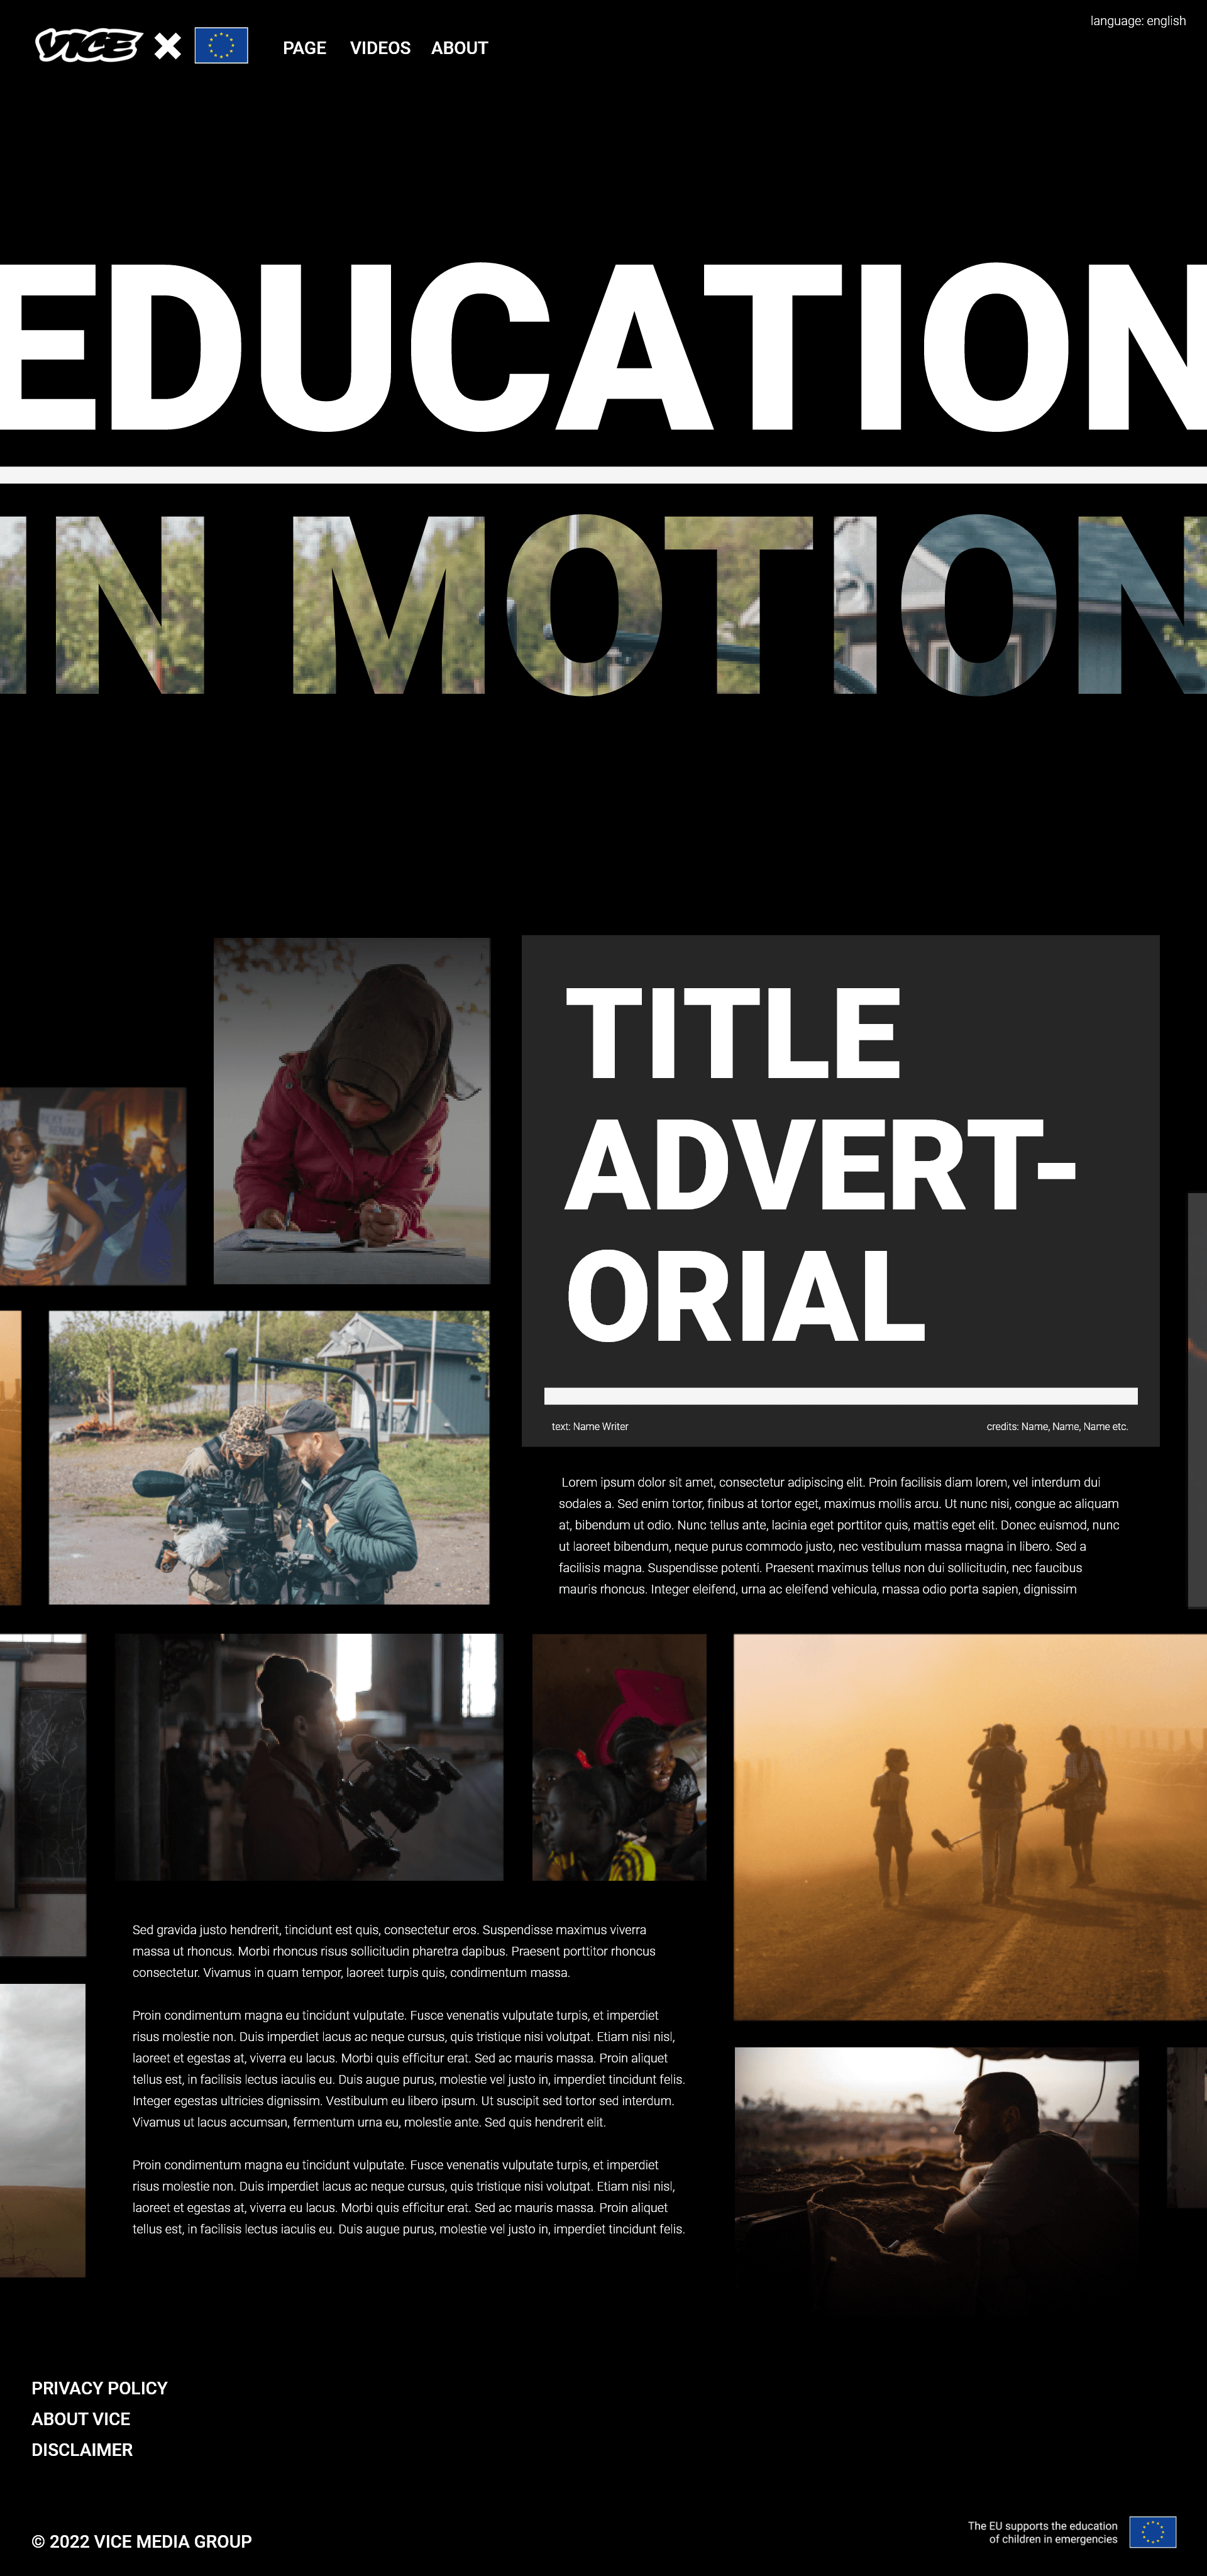 language: english
VICE X
PAGE VIDEOS ABOUT
EDUCATION
IN MOTION
TITLE
ADVERT-
ORIAL
text: Name Writer
credits: Name, Name, Name etc.
Lorem ipsum dolor sit amet, consectetur adipiscing elit. Proin facilisis diam lorem, vel interdum dui
sodales a. Sed enim tortor, finibus at tortor eget, maximus mollis arcu. Ut nunc nisi, congue ac aliquam
at, bibendum ut odio. Nunc tellus ante, lacinia eget porttitor quis, mattis eget elit. Donec euismod, nunc
ut laoreet bibendum, neque purus commodo justo, nec vestibulum massa magna in libero. Sed a
facilisis magna. Suspendisse potenti. Praesent maximus tellus non dui sollicitudin, nec faucibus
mauris rhoncus. Integer eleifend, urna ac eleifend vehicula, massa odio porta sapien, dignissim
Sed gravida justo hendrerit, tincidunt est quis, consectetur eros. Suspendisse maximus viverra
massa ut rhoncus. Morbi rhoncus risus sollicitudin pharetra dapibus. Praesent porttitor rhoncus
consectetur. Vivamus in quam tempor, laoreet turpis quis, condimentum massa.
Proin condimentum magna eu tincidunt vulputate. Fusce venenatis vulputate turpis, et imperdiet
risus molestie non. Duis imperdiet lacus ac neque cursus, quis tristique nisi volutpat. Etiam nisi nisl,
laoreet et egestas at, viverra eu lacus. Morbi quis efficitur erat. Sed ac mauris massa. Proin aliquet
tellus est, in facilisis lectus iaculis eu. Duis augue purus, molestie vel justo in, imperdiet tincidunt felis.
Integer egestas ultricies dignissim. Vestibulum eu libero ipsum. Ut suscipit sed tortor sed interdum.
Vivamus ut lacus accumsan, fermentum urna eu, molestie ante. Sed quis hendrerit elit.
Proin condimentum magna eu tincidunt vulputate. Fusce venenatis vulputate turpis, et imperdiet
risus molestie non. Duis imperdiet lacus ac neque cursus, quis tristique nisi volutpat. Etiam nisi nisl,
laoreet et egestas at, viverra eu lacus. Morbi quis efficitur erat. Sed ac mauris massa. Proin aliquet
tellus est, in facilisis lectus iaculis eu. Duis augue purus, molestie vel justo in, imperdiet tincidunt felis.
PRIVACY POLICY
ABOUT VICE
DISCLAIMER
© 2022 VICE MEDIA GROUP
The EU supports the education
of children in emergencies